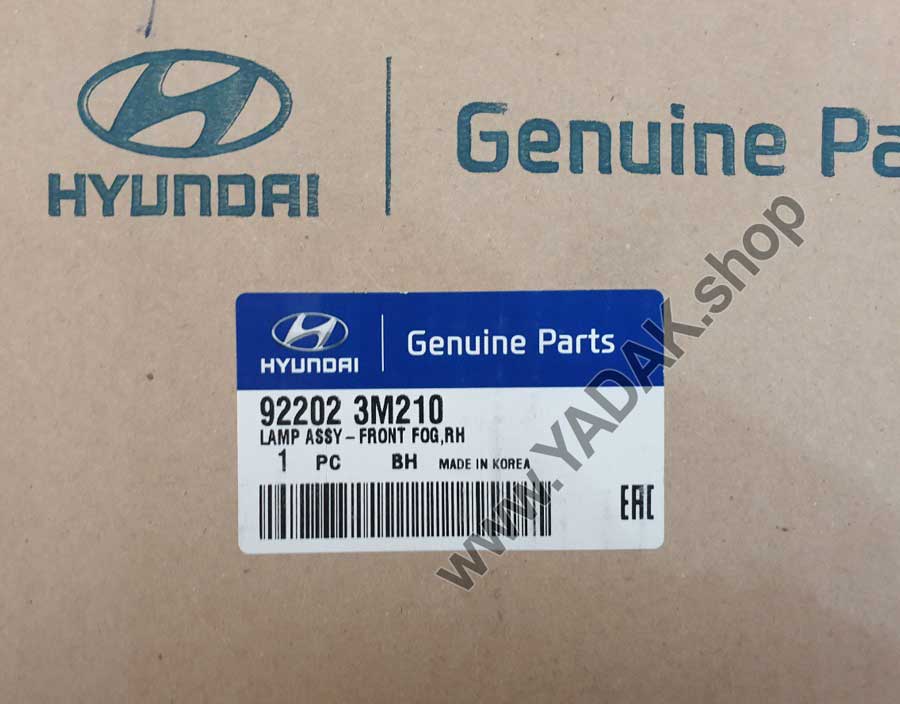 HYUNDAI
Genuine Pa
HYUNDAI
Genuine Parts
92202 3M210
LAMP ASSY-FRONT FOG,RH
1 PC BH MADE IN KOREA
EAC
www.YADAK.shop